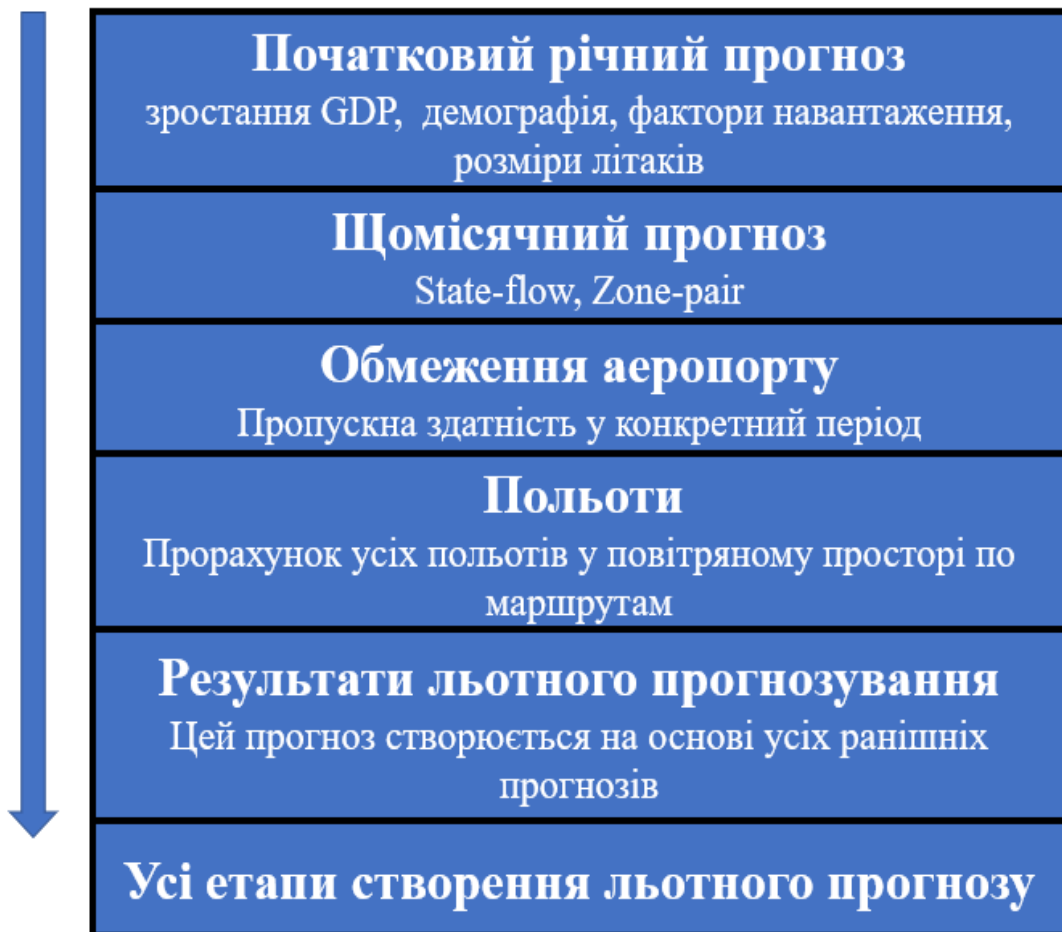 Початковий річний прогноз
зростання GDP, демографія, фактори навантаження,
розміри літаків
Щомісячний прогноз
State-flow, Zone-pair
Обмеження аеропорту
Пропускна здатність у конкретний період
Польоти
Прорахунок усіх польотів у повітряному просторі по
маршрутам
Результати льотного прогнозування
Цей прогноз створюється на основі усіх ранішніх
прогнозів
Усі етапи створення льотного прогнозу